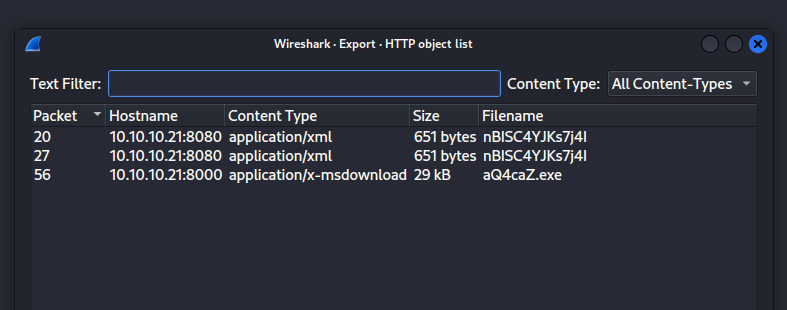 Wireshark · Export · HTTP object list
Text Filter: Content Type: All Content-Types
Packet Hostname Content Type Size Filename
20 10.10.10.21:8080 application/xml 651 bytes nBISC4YJKs7j4I
27 10.10.10.21:8080 application/xml 651 bytes nBISC4YJKs7j4I
56 10.10.10.21:8000 application/x-msdownload 29 kB aQ4caZ.exe